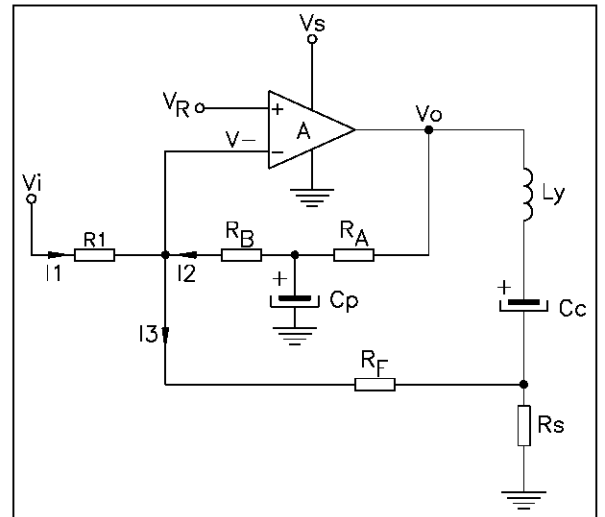 Vs
VR
+
A
Vo
V−
−
Vi
Ly
RB
RA
R1
I1
I2
+
Cp
+
Cc
I3
RF
Rs